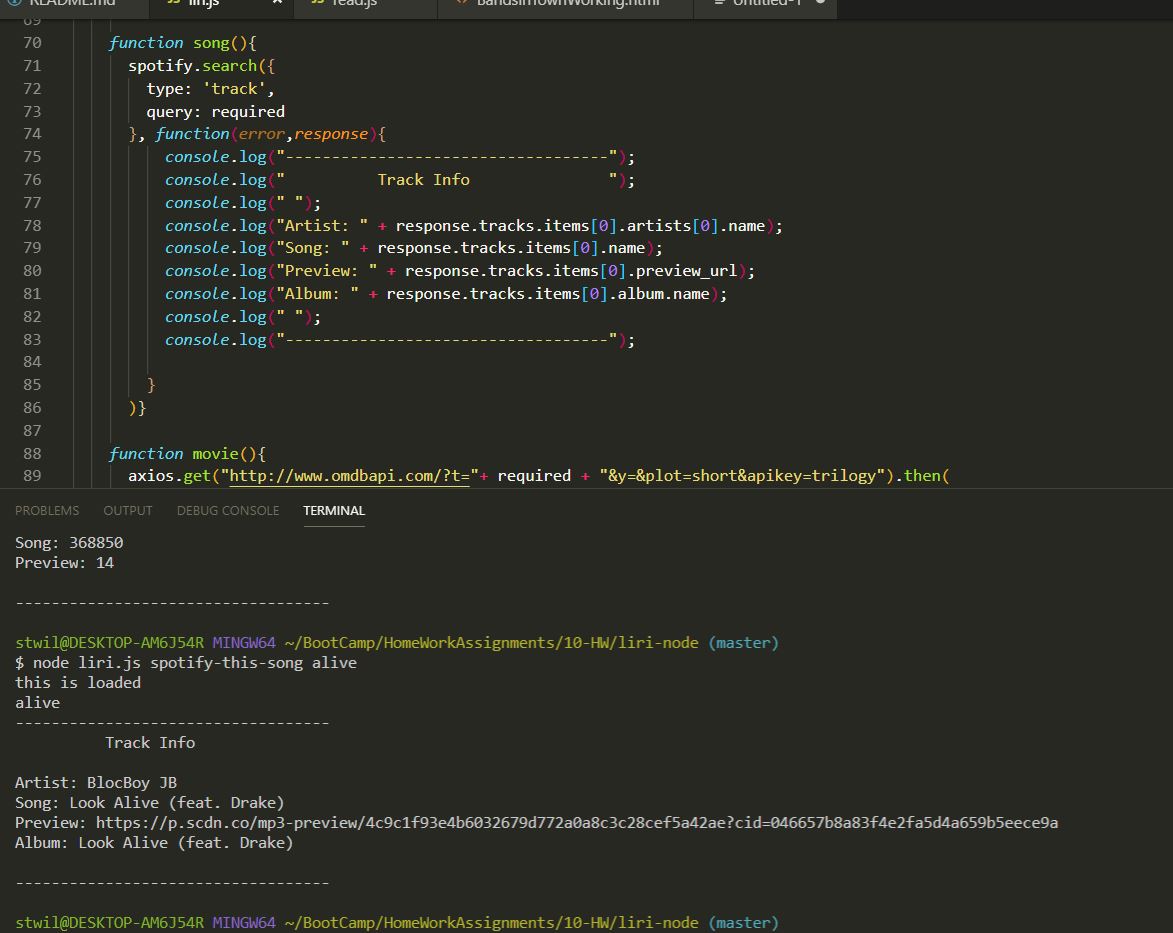 README.md liri.js × read.js <> BandsInTownWorking.html Untitled-1 ●
69
70 function song(){
71 spotify.search({
72 type: 'track',
73 query: required
74 }, function(error,response){
75 console.log("-----------------------------------");
76 console.log("          Track Info               ");
77 console.log(" ");
78 console.log("Artist: " + response.tracks.items[0].artists[0].name);
79 console.log("Song: " + response.tracks.items[0].name);
80 console.log("Preview: " + response.tracks.items[0].preview_url);
81 console.log("Album: " + response.tracks.items[0].album.name);
82 console.log(" ");
83 console.log("-----------------------------------");
84
85 }
86 )}
87
88 function movie(){
89 axios.get("http://www.omdbapi.com/?t="+ required + "&y=&plot=short&apikey=trilogy").then(
PROBLEMS OUTPUT DEBUG CONSOLE TERMINAL
Song: 368850
Preview: 14
-----------------------------------
stwil@DESKTOP-AM6J54R MINGW64 ~/BootCamp/HomeWorkAssignments/10-HW/liri-node (master)
$ node liri.js spotify-this-song alive
this is loaded
alive
-----------------------------------
Track Info
Artist: BlocBoy JB
Song: Look Alive (feat. Drake)
Preview: https://p.scdn.co/mp3-preview/4c9c1f93e4b6032679d772a0a8c3c28cef5a42ae?cid=046657b8a83f4e2fa5d4a659b5eece9a
Album: Look Alive (feat. Drake)
-----------------------------------
stwil@DESKTOP-AM6J54R MINGW64 ~/BootCamp/HomeWorkAssignments/10-HW/liri-node (master)